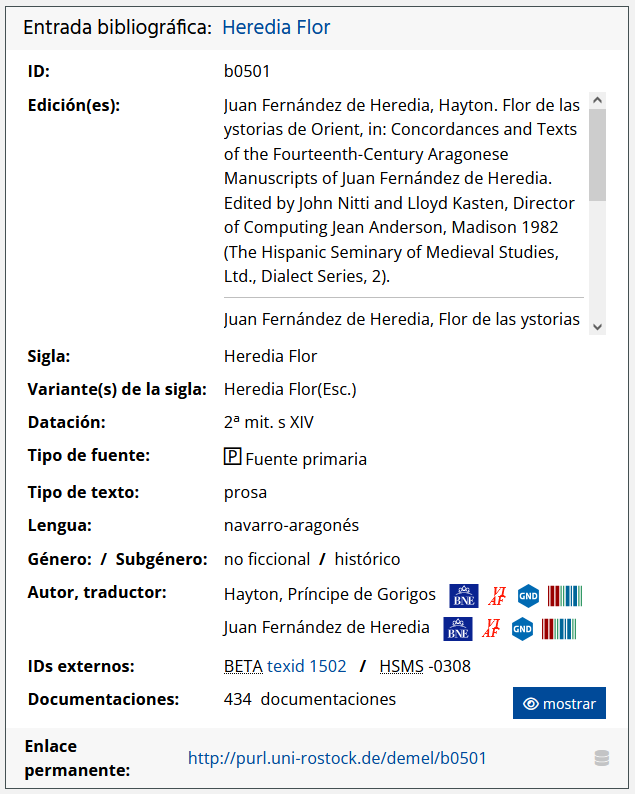 Entrada bibliográfica: Heredia Flor
ID: b0501
Edición(es): Juan Fernández de Heredia, Hayton. Flor de las
ystorias de Orient, in: Concordances and Texts
of the Fourteenth-Century Aragonese
Manuscripts of Juan Fernández de Heredia.
Edited by John Nitti and Lloyd Kasten, Director
of Computing Jean Anderson, Madison 1982
(The Hispanic Seminary of Medieval Studies,
Ltd., Dialect Series, 2).
Juan Fernández de Heredia, Flor de las ystorias
Sigla: Heredia Flor
Variante(s) de la sigla: Heredia Flor(Esc.)
Datación: 2ª mit. s XIV
Tipo de fuente: P Fuente primaria
Tipo de texto: prosa
Lengua: navarro-aragonés
Género: / Subgénero: no ficcional / histórico
Autor, traductor: Hayton, Príncipe de Gorigos BNE VIAF GND
Juan Fernández de Heredia BNE VIAF GND
IDs externos: BETA texid 1502 / HSMS -0308
Documentaciones: 434 documentaciones mostrar
Enlace
permanente: http://purl.uni-rostock.de/demel/b0501